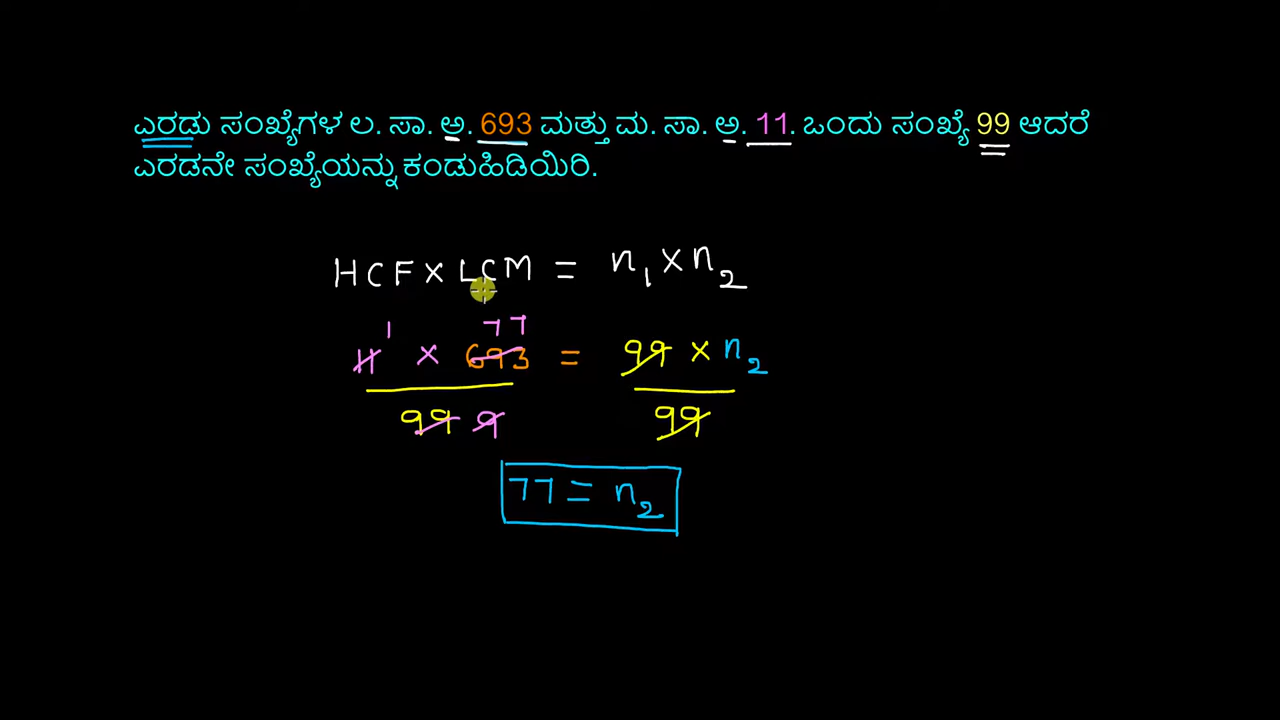 ಎರಡು ಸಂಖ್ಯೆಗಳ ಲ. ಸಾ. ಅ. 693 ಮತ್ತು ಮ. ಸಾ. ಅ. 11. ಒಂದು ಸಂಖ್ಯೆ 99 ಆದರೆ
ಎರಡನೇ ಸಂಖ್ಯೆಯನ್ನು ಕಂಡುಹಿಡಿಯಿರಿ.
HCF × LCM = n₁ × n₂
1 77
11 × 693 = 99 × n₂
99 9 99
77 = n₂